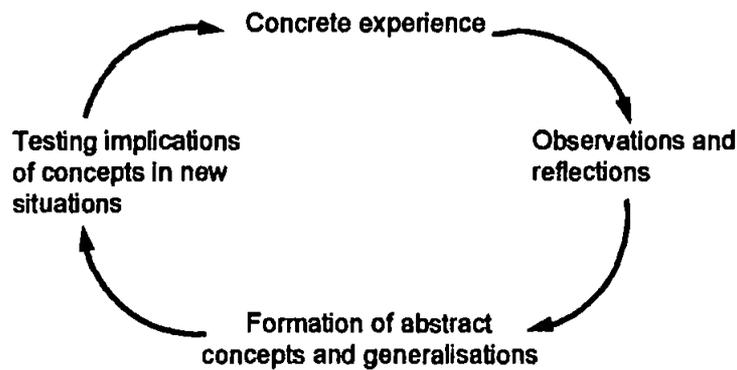 Concrete experience
Observations and
reflections
Formation of abstract
concepts and generalisations
Testing implications
of concepts in new
situations